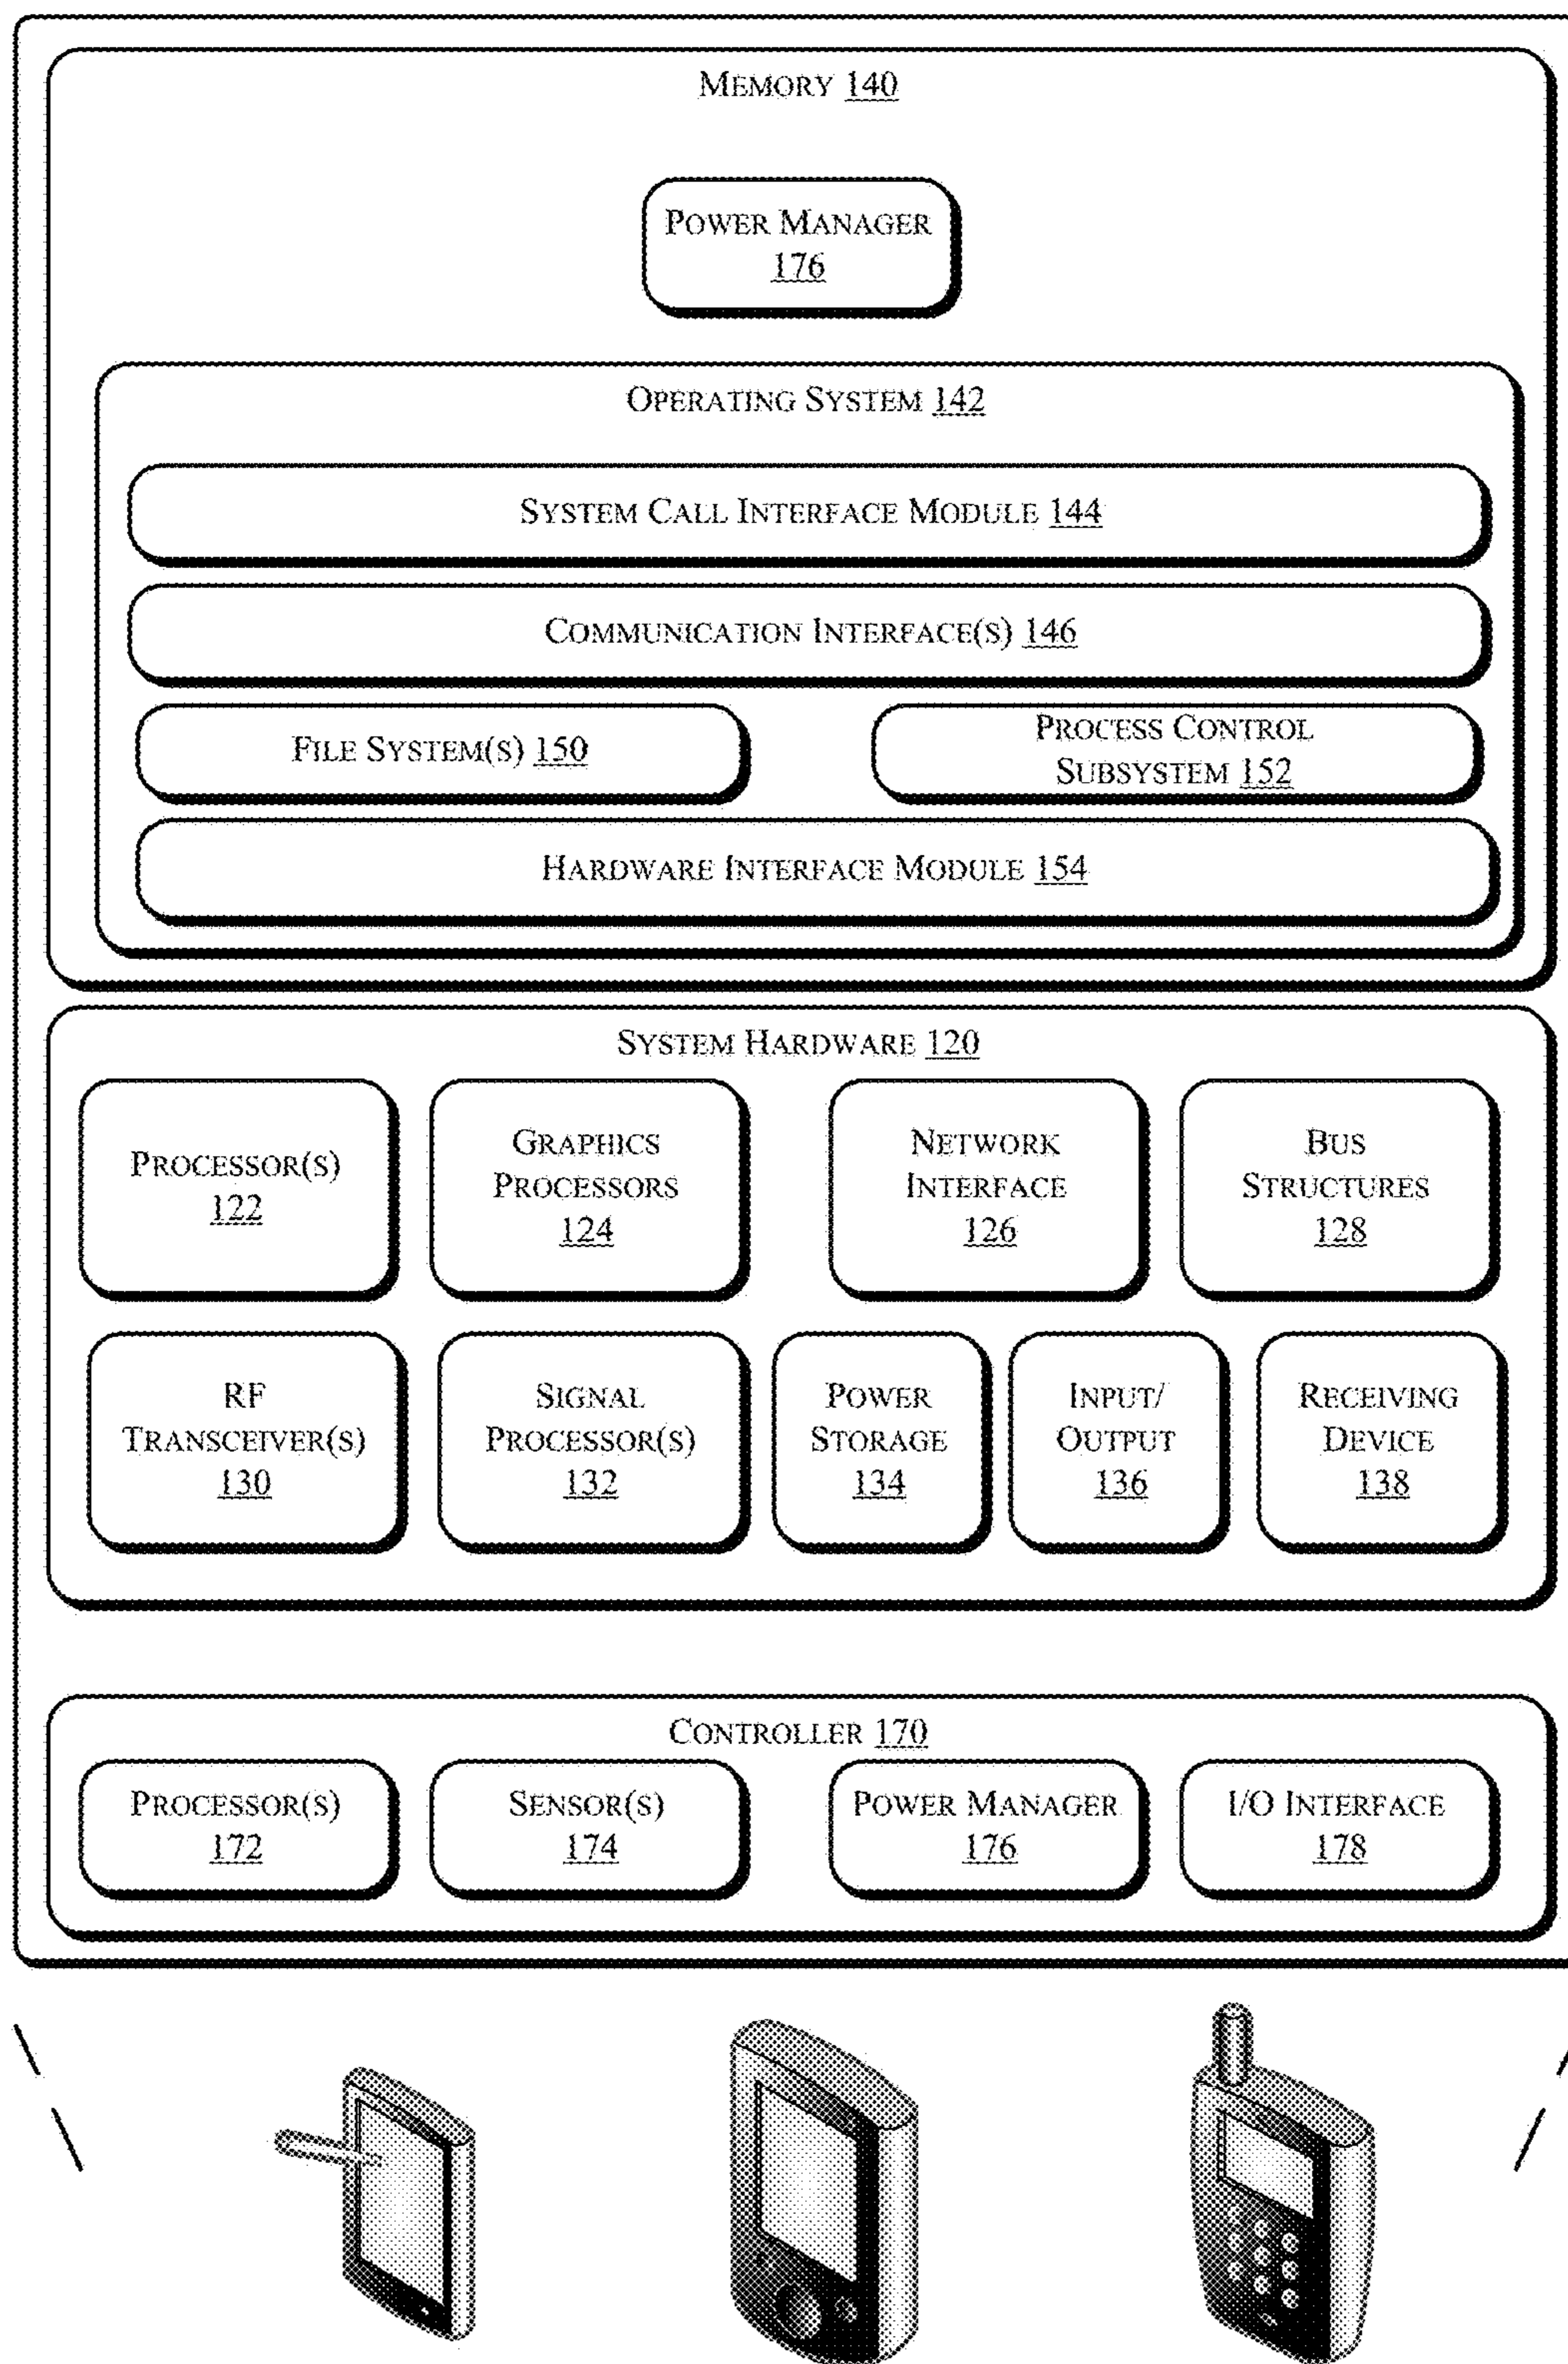 MEMORY 140
POWER MANAGER
176
OPERATING SYSTEM 142
SYSTEM CALL INTERFACE MODULE 144
COMMUNICATION INTERFACE(S) 146
FILE SYSTEM(S) 150
PROCESS CONTROL
SUBSYSTEM 152
HARDWARE INTERFACE MODULE 154
SYSTEM HARDWARE 120
PROCESSOR(S)
122
GRAPHICS
PROCESSORS
124
NETWORK
INTERFACE
126
BUS
STRUCTURES
128
RF
TRANSCEIVER(S)
130
SIGNAL
PROCESSOR(S)
132
POWER
STORAGE
134
INPUT/
OUTPUT
136
RECEIVING
DEVICE
138
CONTROLLER 170
PROCESSOR(S)
172
SENSOR(S)
174
POWER MANAGER
176
I/O INTERFACE
178